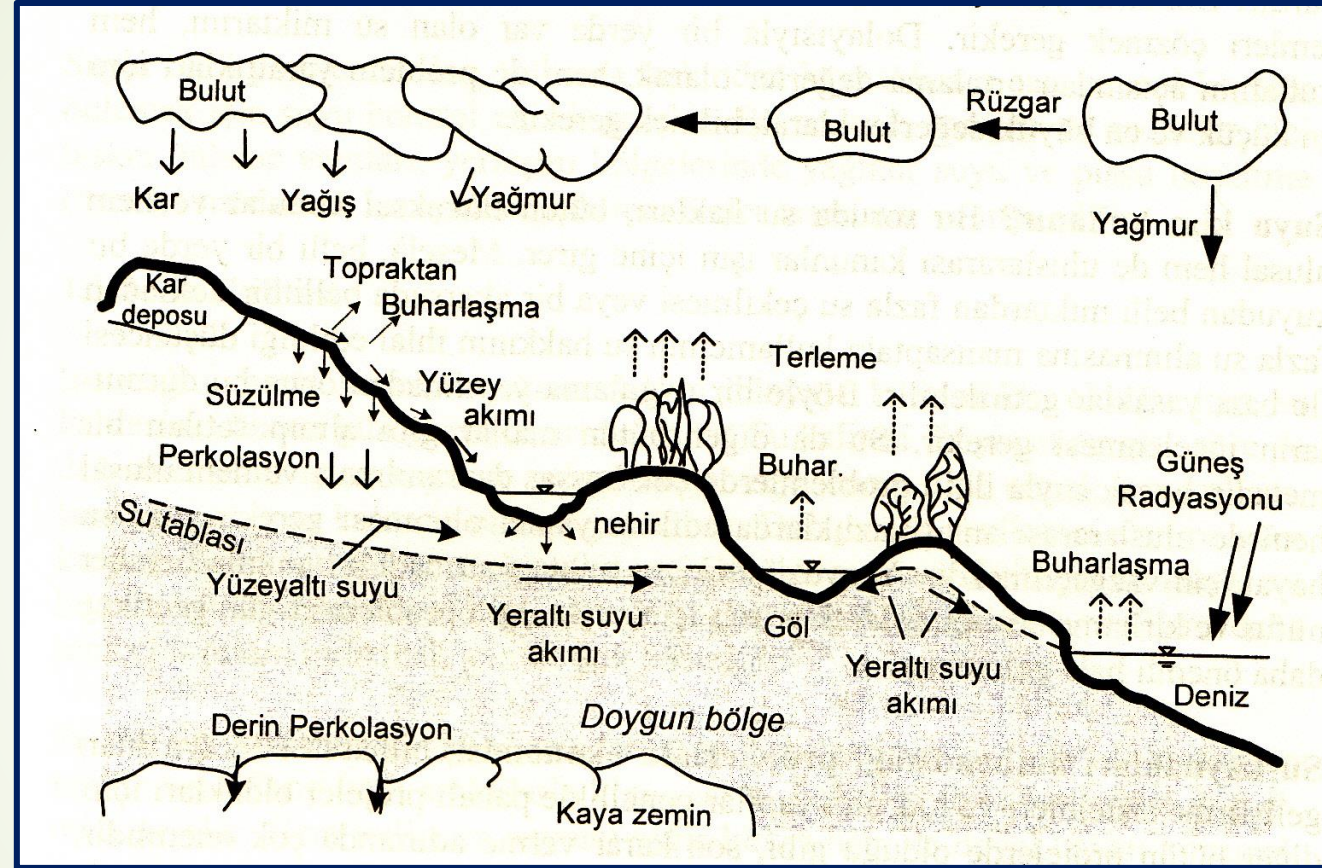 Bulut
Bulut
Rüzgar
Bulut
Kar
Yağış
Yağmur
Yağmur
Kar
deposu
Topraktan
Buharlaşma
Süzülme
Yüzey
akımı
Perkolasyon
Terleme
Buhar.
Güneş
Radyasyonu
Su tablası
nehir
Buharlaşma
Yüzeyaltı suyu
Yeraltı suyu
akımı
Göl
Yeraltı suyu
akımı
Deniz
Derin Perkolasyon
Doygun bölge
Kaya zemin